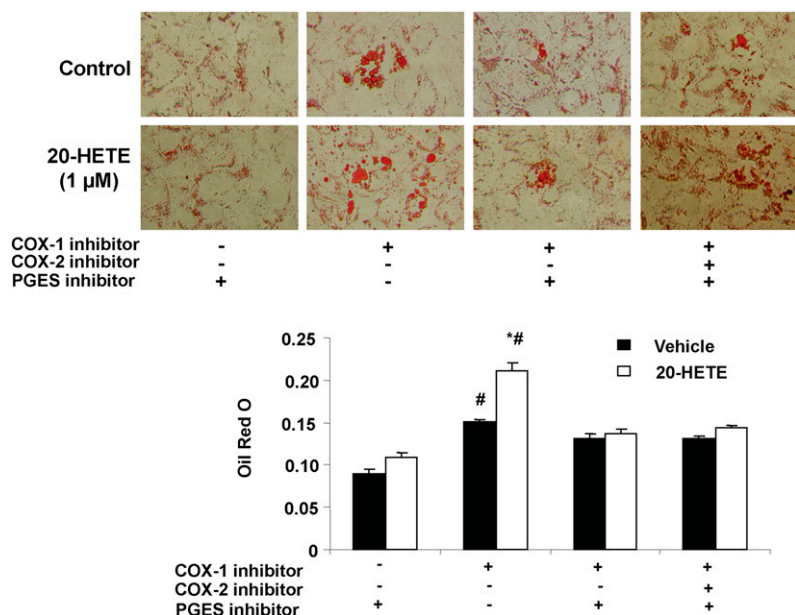 Control
20-HETE
(1 µM)
COX-1 inhibitor - + + +
COX-2 inhibitor - - - +
PGES inhibitor + - + +
0.25
0.20
0.15
0.10
0.05
0
Oil Red O
*#
#
Vehicle
20-HETE
COX-1 inhibitor - + + +
COX-2 inhibitor - - - +
PGES inhibitor + - + +